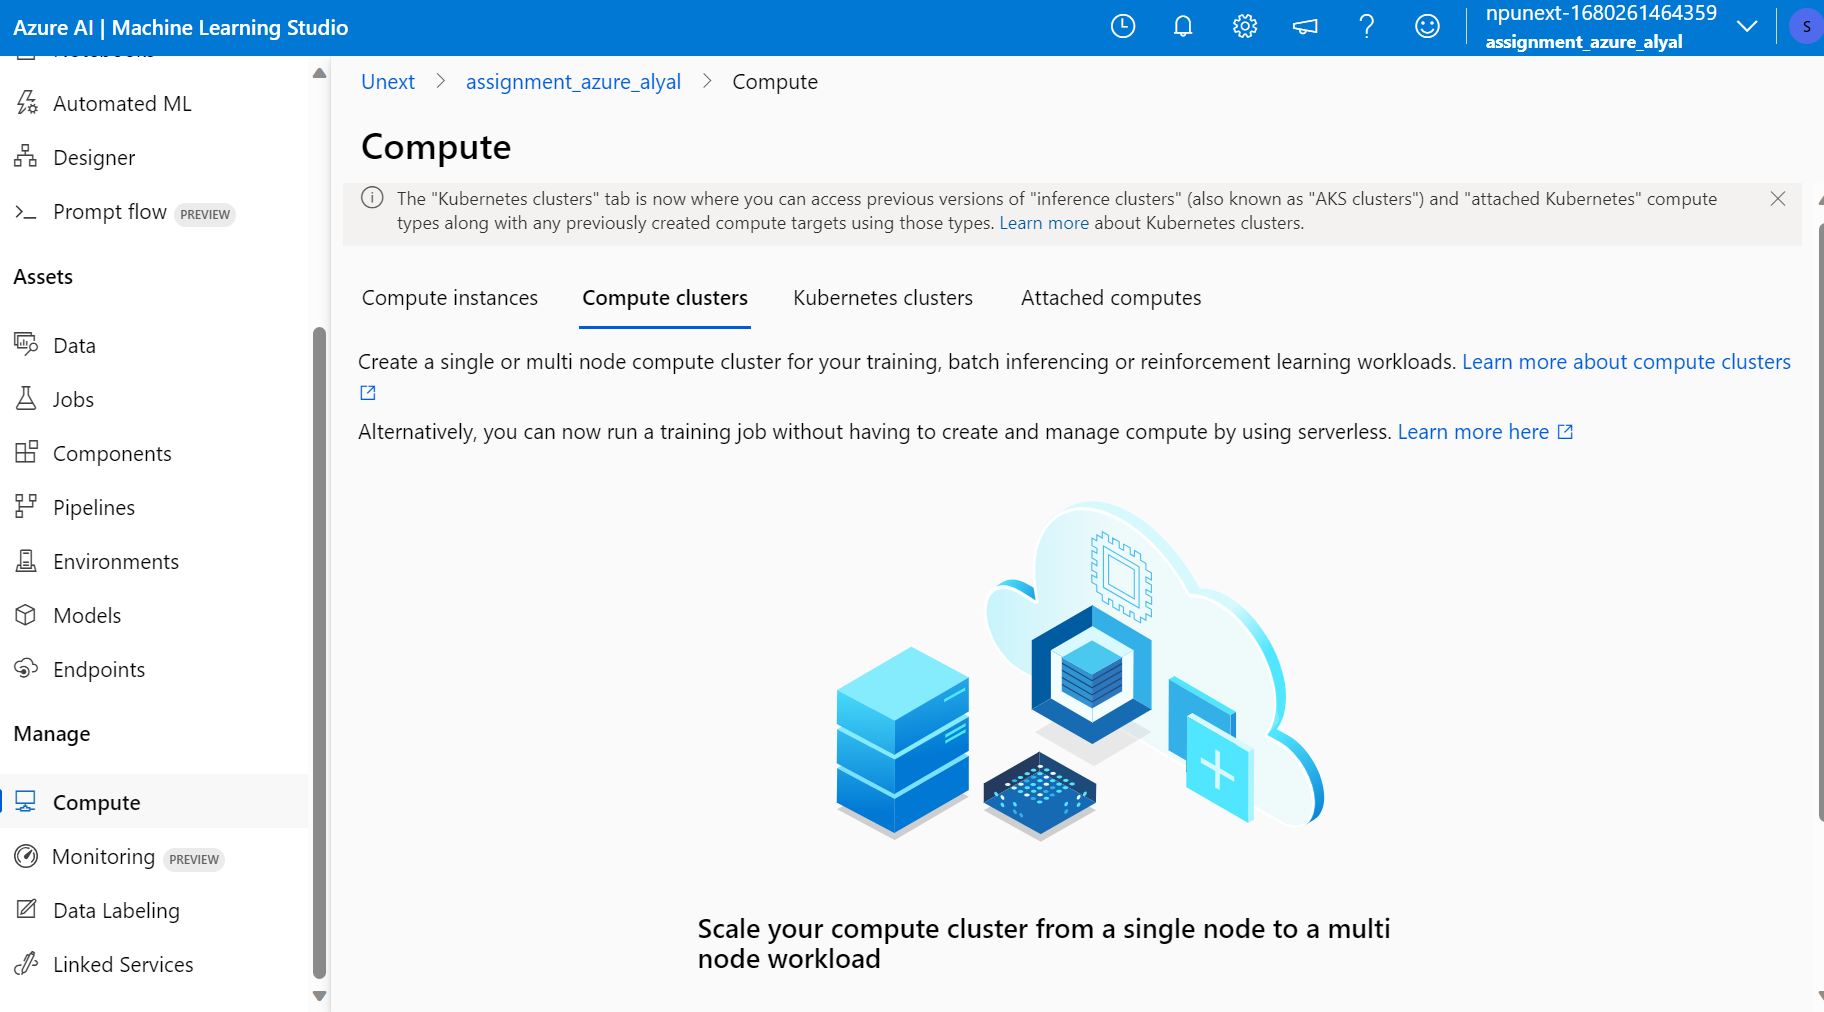 Azure AI | Machine Learning Studio
npunext-1680261464359
assignment_azure_alyal
S
Automated ML
Designer
Prompt flow PREVIEW
Assets
Data
Jobs
Components
Pipelines
Environments
Models
Endpoints
Manage
Compute
Monitoring PREVIEW
Data Labeling
Linked Services
Unext > assignment_azure_alyal > Compute
Compute
The "Kubernetes clusters" tab is now where you can access previous versions of "inference clusters" (also known as "AKS clusters") and "attached Kubernetes" compute
types along with any previously created compute targets using those types. Learn more about Kubernetes clusters.
Compute instances Compute clusters Kubernetes clusters Attached computes
Create a single or multi node compute cluster for your training, batch inferencing or reinforcement learning workloads. Learn more about compute clusters
Alternatively, you can now run a training job without having to create and manage compute by using serverless. Learn more here
Scale your compute cluster from a single node to a multi
node workload